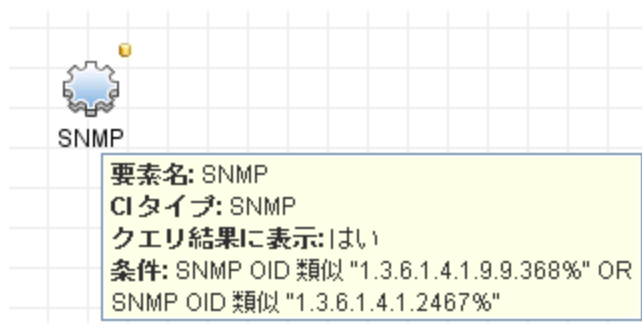 SNMP
要素名: SNMP
CI タイプ: SNMP
クエリ結果に表示: はい
条件: SNMP OID 類似 "1.3.6.1.4.1.9.9.368%" OR
SNMP OID 類似 "1.3.6.1.4.1.2467%"